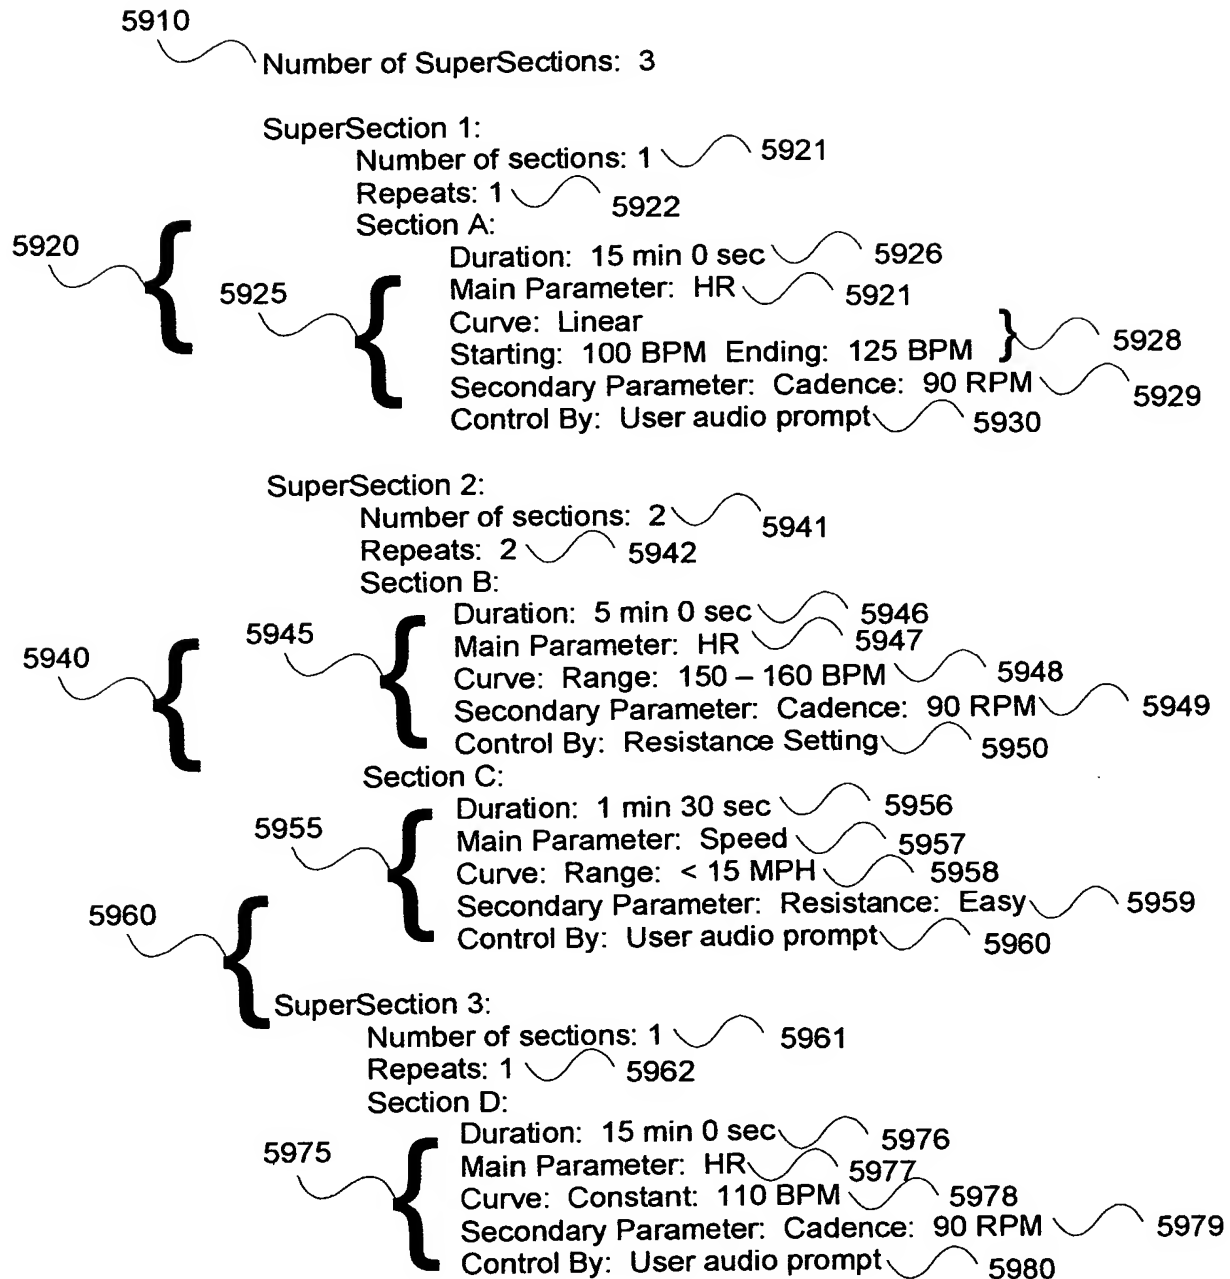 5910
Number of SuperSections: 3
SuperSection 1:
Number of sections: 1 5921
Repeats: 1 5922
Section A:
5920
Duration: 15 min 0 sec 5926
5925 Main Parameter: HR 5921
Curve: Linear
Starting: 100 BPM Ending: 125 BPM 5928
Secondary Parameter: Cadence: 90 RPM 5929
Control By: User audio prompt 5930
SuperSection 2:
Number of sections: 2 5941
Repeats: 2 5942
Section B:
Duration: 5 min 0 sec 5946
5945 Main Parameter: HR 5947
5940 Curve: Range: 150 – 160 BPM 5948
Secondary Parameter: Cadence: 90 RPM 5949
Control By: Resistance Setting 5950
Section C:
Duration: 1 min 30 sec 5956
5955 Main Parameter: Speed 5957
Curve: Range: < 15 MPH 5958
5960 Secondary Parameter: Resistance: Easy 5959
Control By: User audio prompt 5960
SuperSection 3:
Number of sections: 1 5961
Repeats: 1 5962
Section D:
Duration: 15 min 0 sec 5976
5975 Main Parameter: HR 5977
Curve: Constant: 110 BPM 5978
Secondary Parameter: Cadence: 90 RPM 5979
Control By: User audio prompt 5980